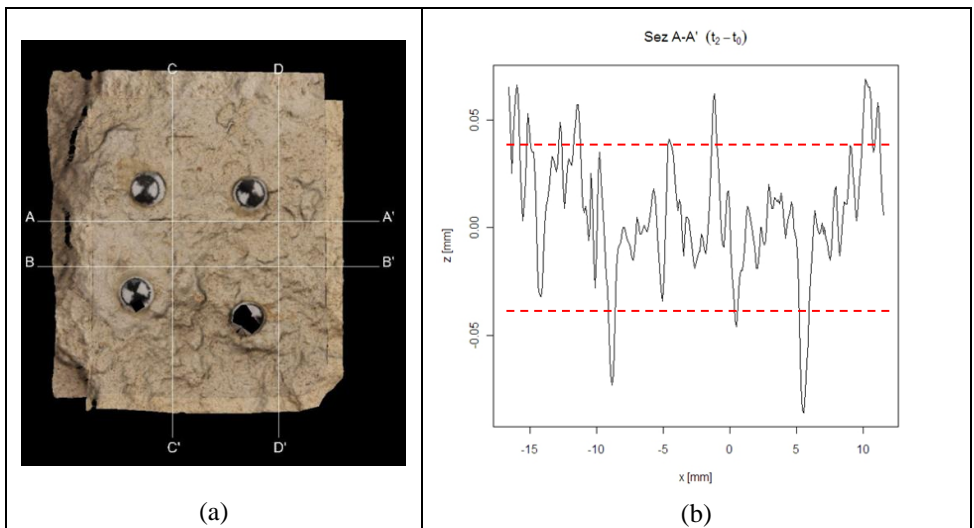 C D
A A'
B B'
C' D'
(a)
Sez A-A' (t₂ – t₀)
z [mm]
0.05
0.00
-0.05
-15 -10 -5 0 5 10
x [mm]
(b)